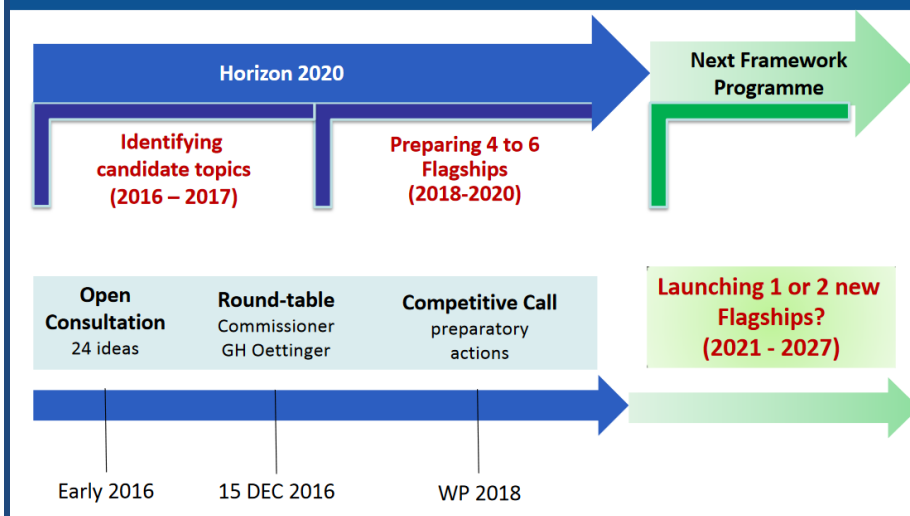 Horizon 2020
Next Framework
Programme
Identifying
candidate topics
(2016 – 2017)
Preparing 4 to 6
Flagships
(2018-2020)
Open
Consultation
24 ideas
Round-table
Commissioner
GH Oettinger
Competitive Call
preparatory
actions
Launching 1 or 2 new
Flagships?
(2021 - 2027)
Early 2016
15 DEC 2016
WP 2018